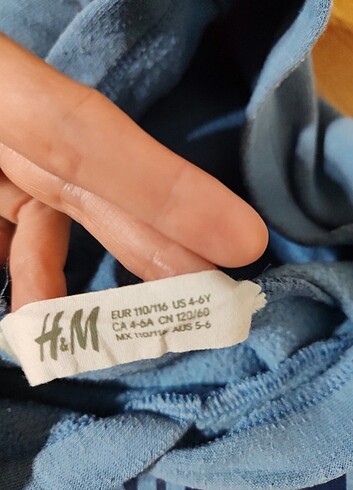 H&M
EUR 110/116 US 4-6Y
CA 4-6A CN 120/60
MX 110/116 AUS 5-6